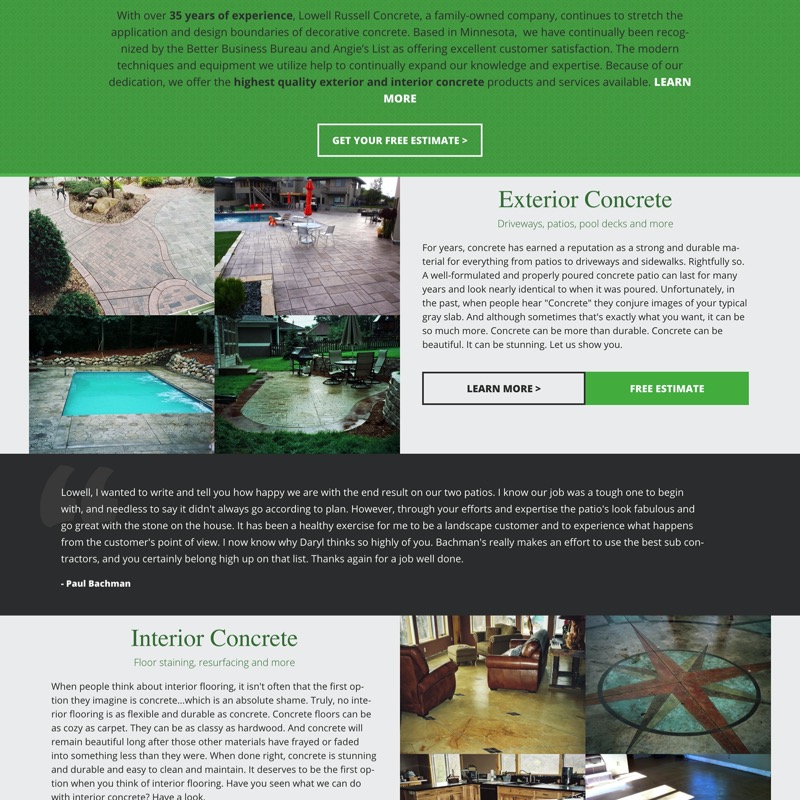 With over 35 years of experience, Lowell Russell Concrete, a family-owned company, continues to stretch the
application and design boundaries of decorative concrete. Based in Minnesota, we have continually been recog-
nized by the Better Business Bureau and Angie's List as offering excellent customer satisfaction. The modern
techniques and equipment we utilize help to continually expand our knowledge and expertise. Because of our
dedication, we offer the highest quality exterior and interior concrete products and services available. LEARN
MORE
GET YOUR FREE ESTIMATE >
Exterior Concrete
Driveways, patios, pool decks and more
For years, concrete has earned a reputation as a strong and durable ma-
terial for everything from patios to driveways and sidewalks. Rightfully so.
A well-formulated and properly poured concrete patio can last for many
years and look nearly identical to when it was poured. Unfortunately, in
the past, when people hear "Concrete" they conjure images of your typical
gray slab. And although sometimes that's exactly what you want, it can be
so much more. Concrete can be more than durable. Concrete can be
beautiful. It can be stunning. Let us show you.
LEARN MORE >
FREE ESTIMATE
“
Lowell, I wanted to write and tell you how happy we are with the end result on our two patios. I know our job was a tough one to begin
with, and needless to say it didn't always go according to plan. However, through your efforts and expertise the patio's look fabulous and
go great with the stone on the house. It has been a healthy exercise for me to be a landscape customer and to experience what happens
from the customer's point of view. I now know why Daryl thinks so highly of you. Bachman's really makes an effort to use the best sub con-
tractors, and you certainly belong high up on that list. Thanks again for a job well done.
- Paul Bachman
Interior Concrete
Floor staining, resurfacing and more
When people think about interior flooring, it isn't often that the first op-
tion they imagine is concrete...which is an absolute shame. Truly, no inte-
rior flooring is as flexible and durable as concrete. Concrete floors can be
as cozy as carpet. They can be as classy as hardwood. And concrete will
remain beautiful long after those other materials have frayed or faded
into something less than they were. When done right, concrete is stunning
and durable and easy to clean and maintain. It deserves to be the first op-
tion when you think of interior flooring. Have you seen what we can do
with interior concrete? Have a look.